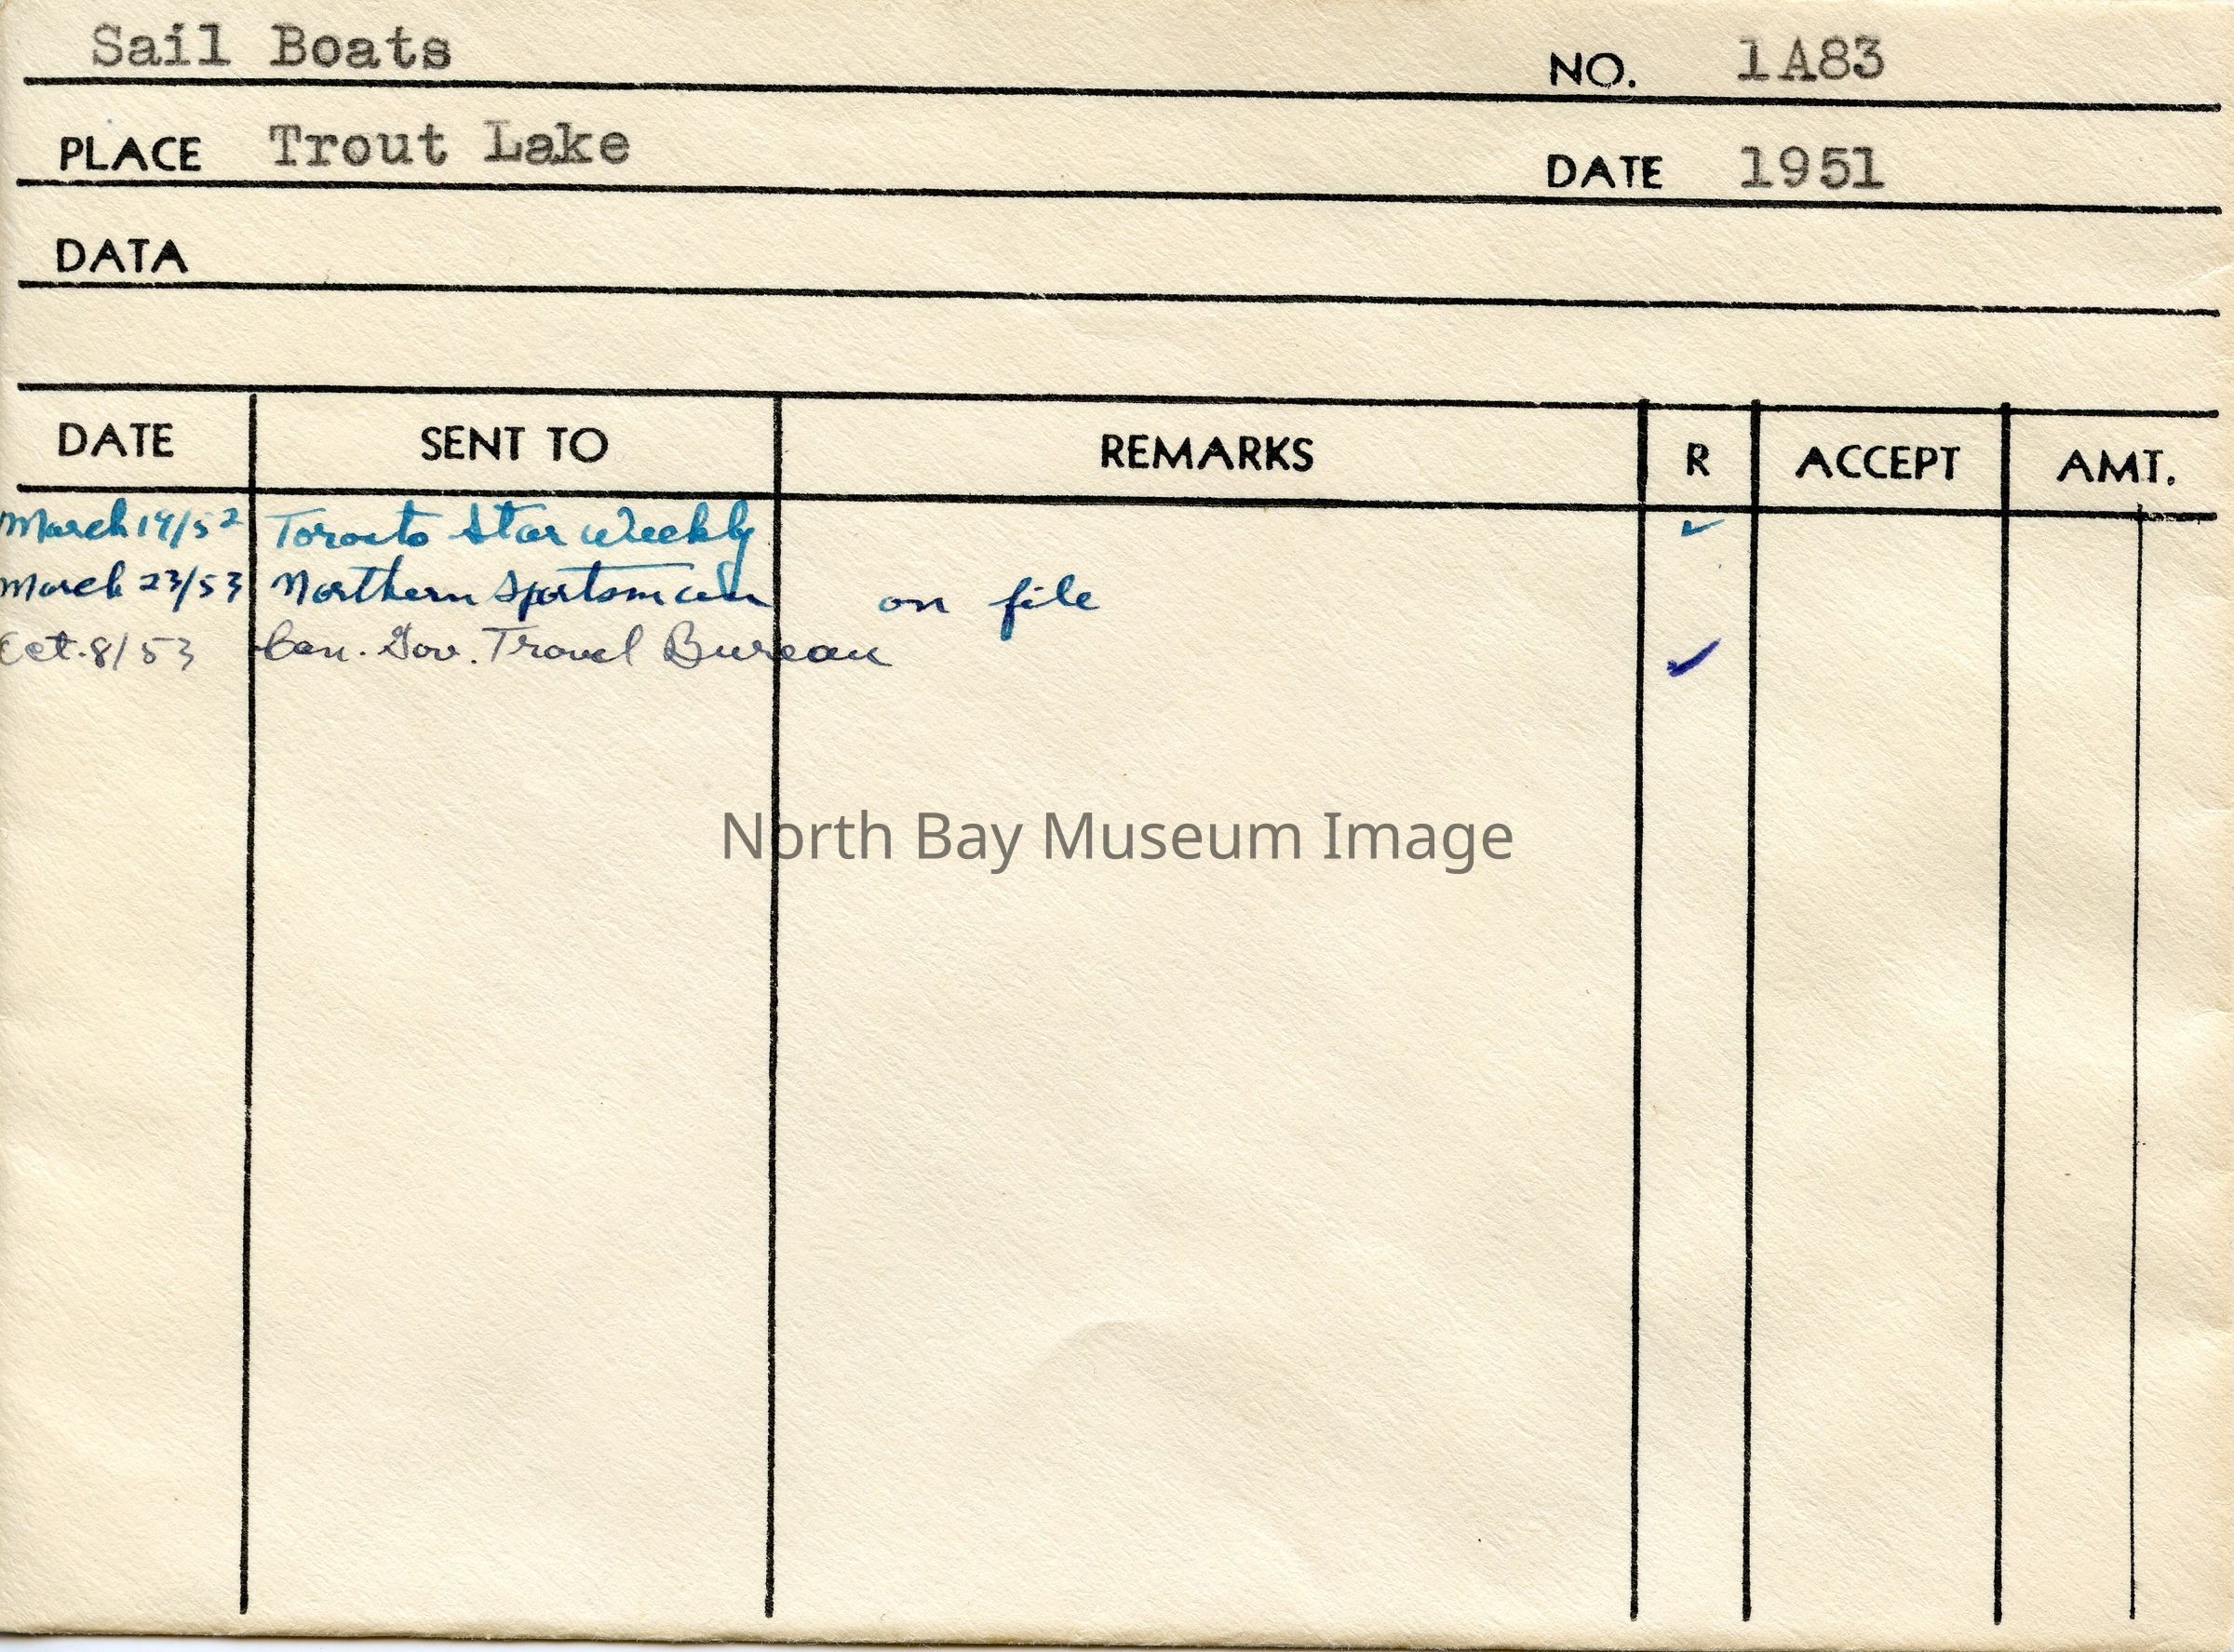 Sail Boats NO. 1A83
PLACE Trout Lake DATE 1951
DATA
DATE SENT TO REMARKS R ACCEPT AMT.
March 19/52 Toronto Star Weekly ✓
March 23/53 Northern Sportsman on file
Oct. 8/53 Can. Gov. Travel Bureau ✓
North Bay Museum Image